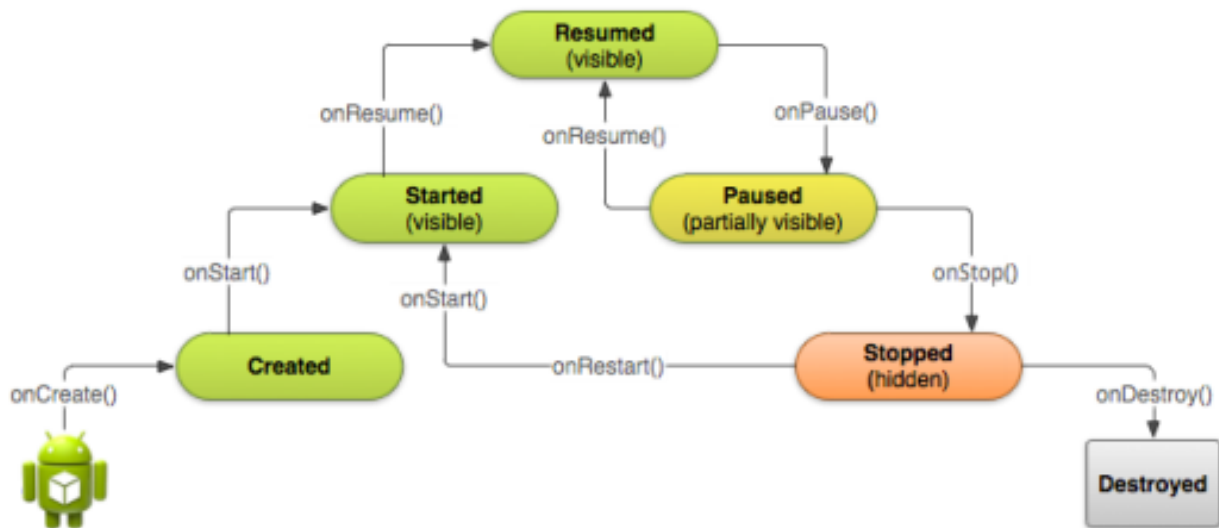 Resumed
(visible)
onResume()
onResume()
onPause()
Started
(visible)
Paused
(partially visible)
onStart()
onStart()
onStop()
Created
onRestart()
Stopped
(hidden)
onCreate()
onDestroy()
Destroyed